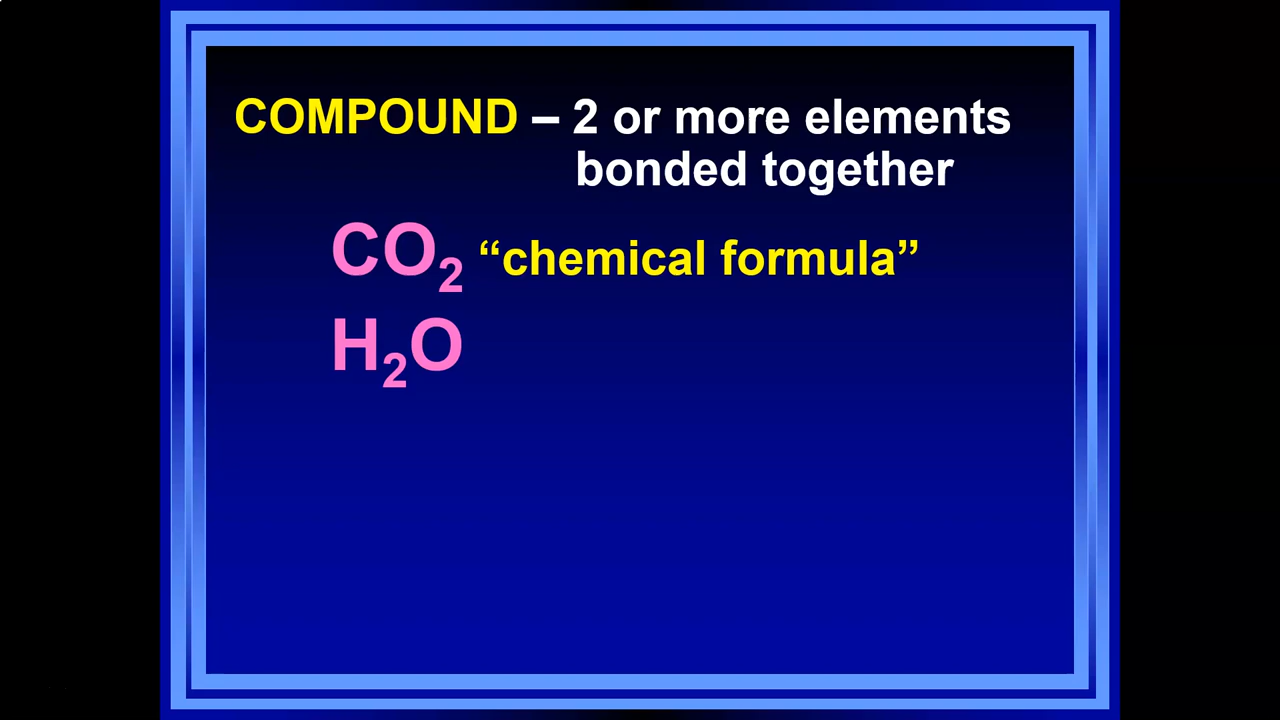 COMPOUND – 2 or more elements
bonded together
CO₂ “chemical formula”
H₂O